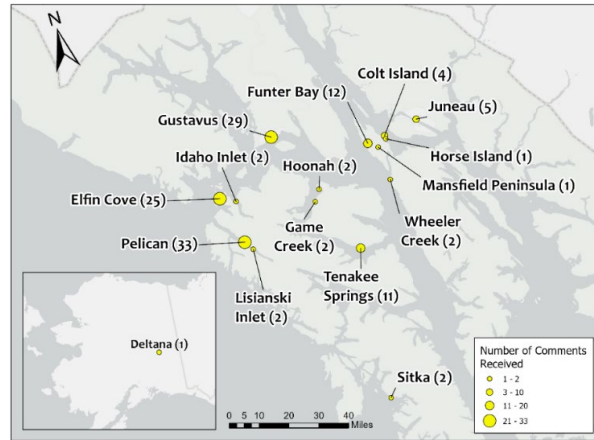 N
Colt Island (4)
Funter Bay (12)
Juneau (5)
Gustavus (29)
Idaho Inlet (2)
Hoonah (2)
Horse Island (1)
Mansfield Peninsula (1)
Elfin Cove (25)
Game
Creek (2)
Wheeler
Creek (2)
Pelican (33)
Tenakee
Springs (11)
Lisianski
Inlet (2)
Deltana (1)
Sitka (2)
Number of Comments
Received
1 - 2
3 - 10
11 - 20
21 - 33
0 5 10 20 30 40
Miles